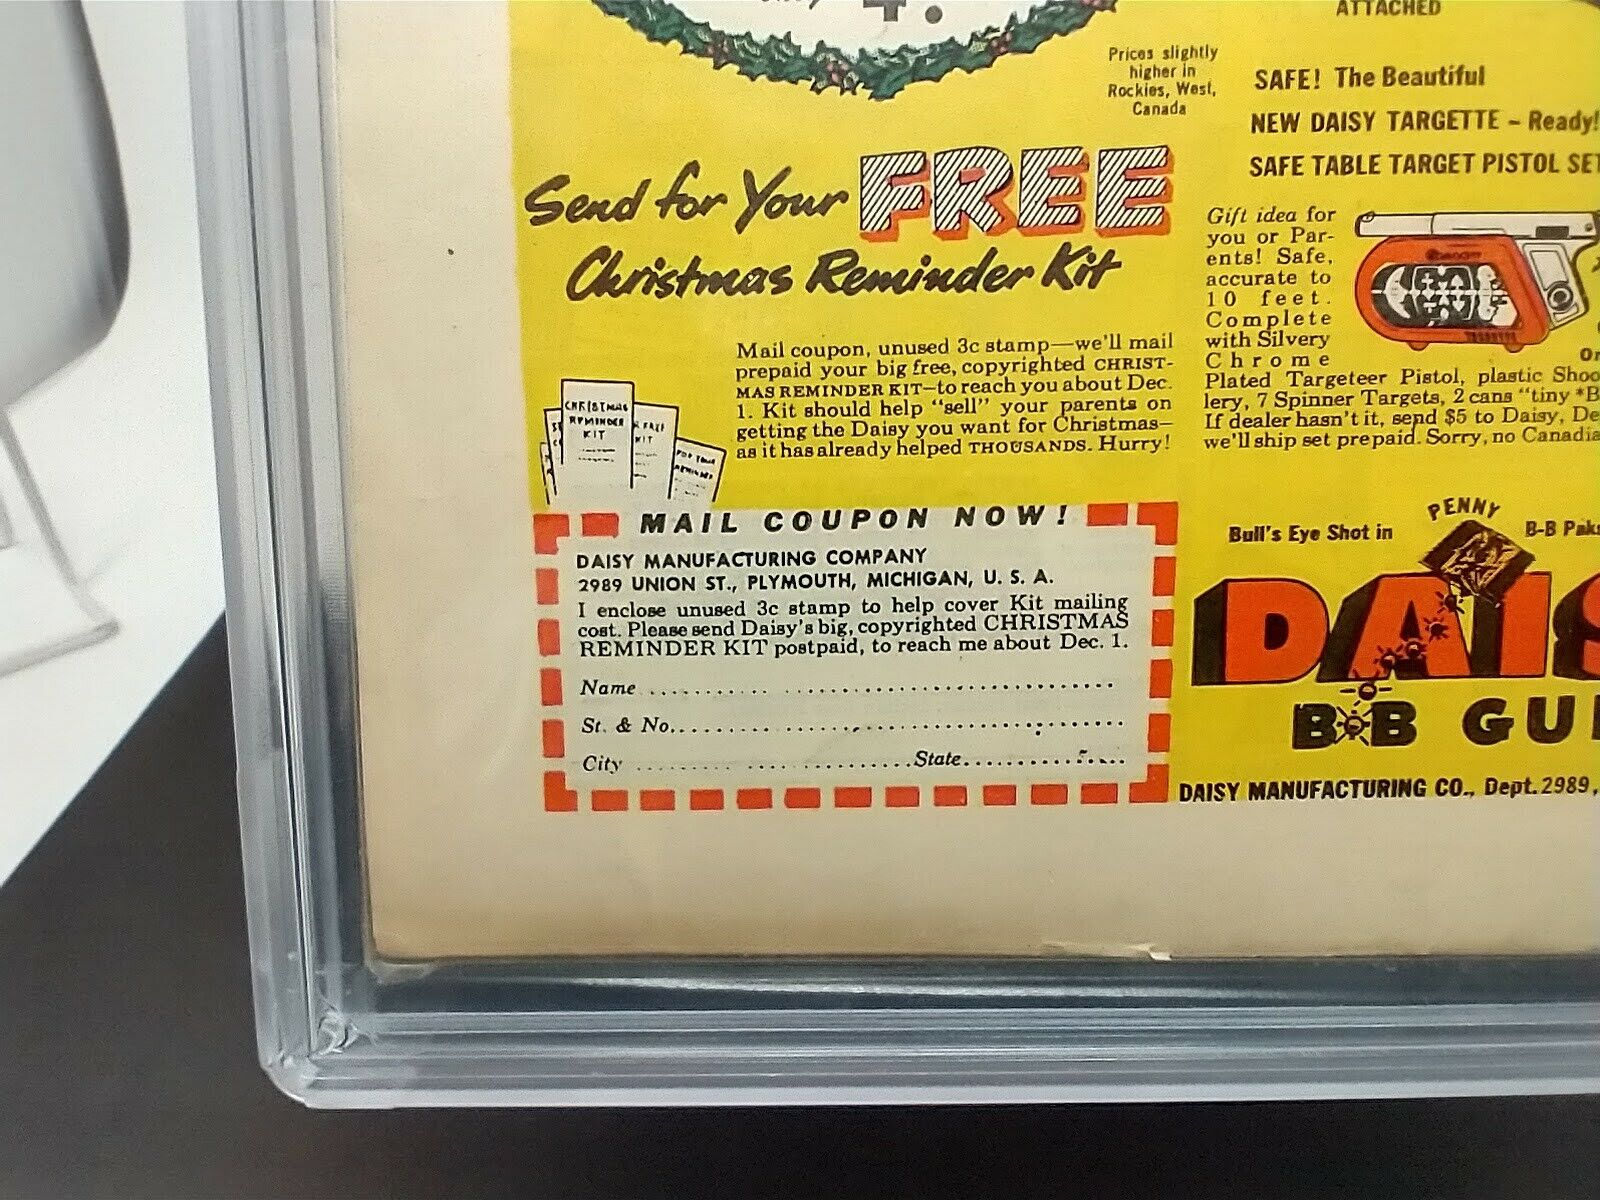 4.
Prices slightly
higher in
Rockies, West,
Canada
Send for Your FREE
Christmas Reminder Kit
Mail coupon, unused 3c stamp—we'll mail
prepaid your big free, copyrighted CHRIST-
MAS REMINDER KIT—to reach you about Dec.
1. Kit should help "sell" your parents on
getting the Daisy you want for Christmas—
as it has already helped THOUSANDS. Hurry!
CHRISTMAS
REMINDER
KIT
MAIL COUPON NOW!
DAISY MANUFACTURING COMPANY
2989 UNION ST., PLYMOUTH, MICHIGAN, U. S. A.
I enclose unused 3c stamp to help cover Kit mailing
cost. Please send Daisy's big, copyrighted CHRISTMAS
REMINDER KIT postpaid, to reach me about Dec. 1.
Name
St. & No.
City State
ATTACHED
SAFE! The Beautiful
NEW DAISY TARGETTE – Ready!
SAFE TABLE TARGET PISTOL SET
Gift idea for
you or Par-
ents! Safe,
accurate to
10 feet.
Complete
with Silvery
Chrome
Plated Targeteer Pistol, plastic Shoo
lery, 7 Spinner Targets, 2 cans "tiny *B
If dealer hasn't it, send $5 to Daisy, De
we'll ship set prepaid. Sorry, no Canadia
Bull's Eye Shot in PENNY B-B Paks
DAIS
B•B GU
DAISY MANUFACTURING CO., Dept. 2989,